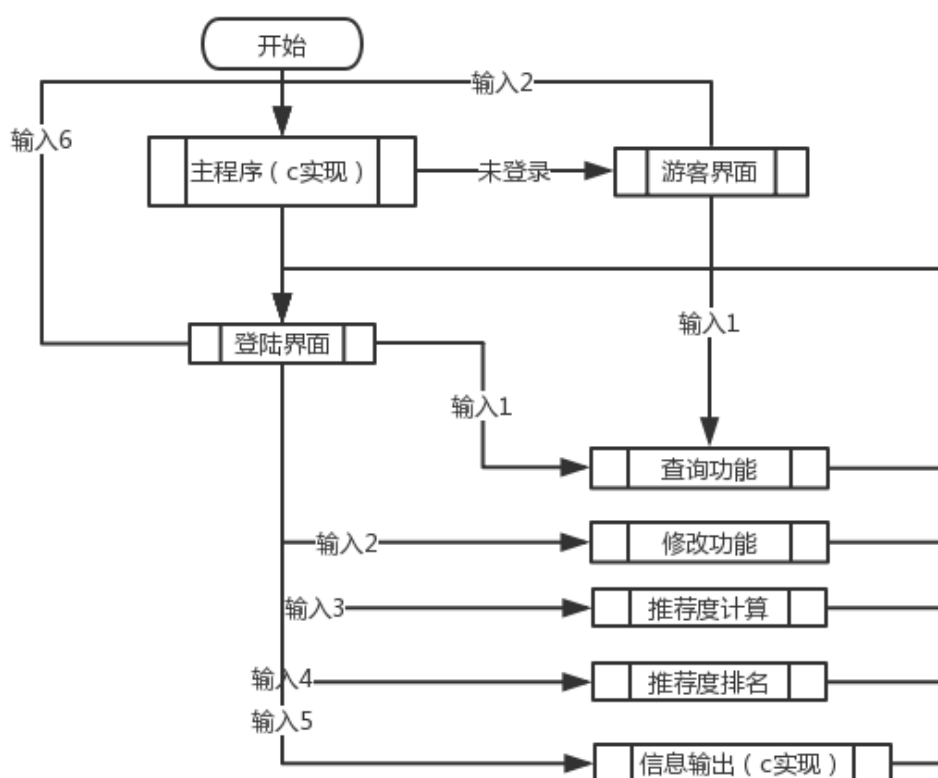 开始
输入2
输入6
主程序（c实现）
未登录
游客界面
输入1
登陆界面
输入1
查询功能
输入2
修改功能
输入3
推荐度计算
输入4
推荐度排名
输入5
信息输出（c实现）